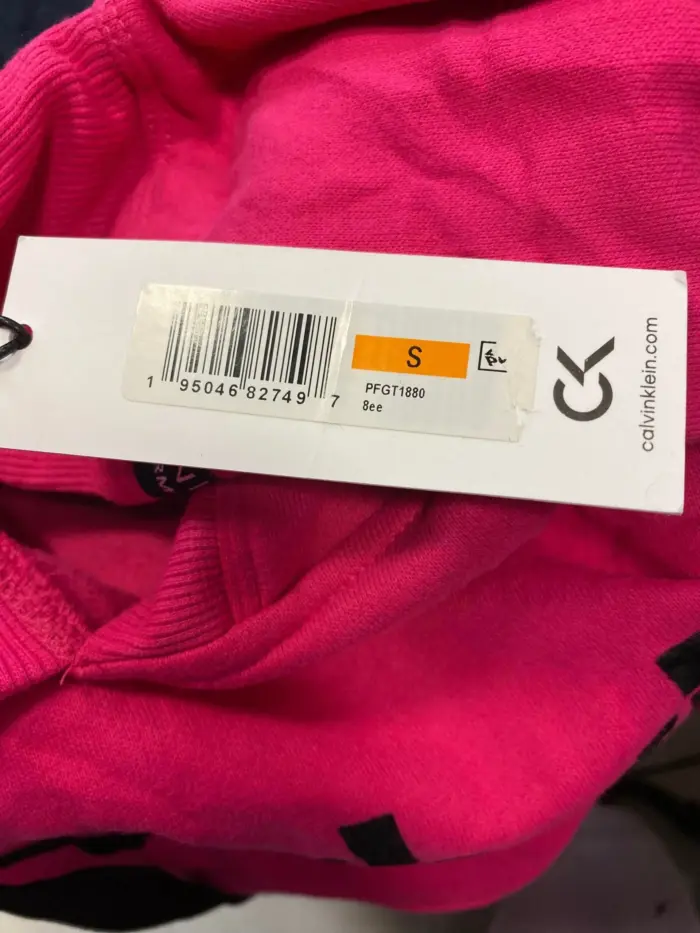 1 95046 82749 7
S
PFGT1880
8ee
CK
calvinklein.com